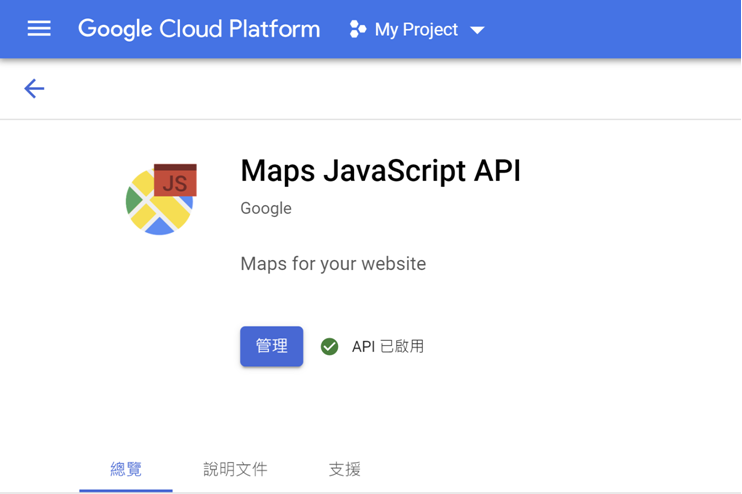 Google Cloud Platform My Project
JS
Maps JavaScript API
Google
Maps for your website
管理 API 已啟用
總覽 說明文件 支援